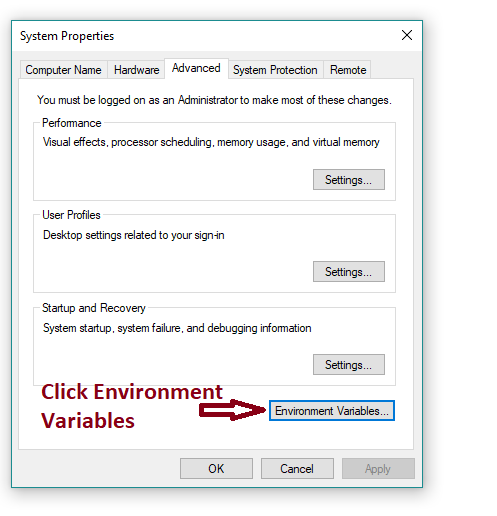 System Properties
Computer Name Hardware Advanced System Protection Remote
You must be logged on as an Administrator to make most of these changes.
Performance
Visual effects, processor scheduling, memory usage, and virtual memory
Settings...
User Profiles
Desktop settings related to your sign-in
Settings...
Startup and Recovery
System startup, system failure, and debugging information
Settings...
Click Environment
Variables
Environment Variables...
OK Cancel Apply